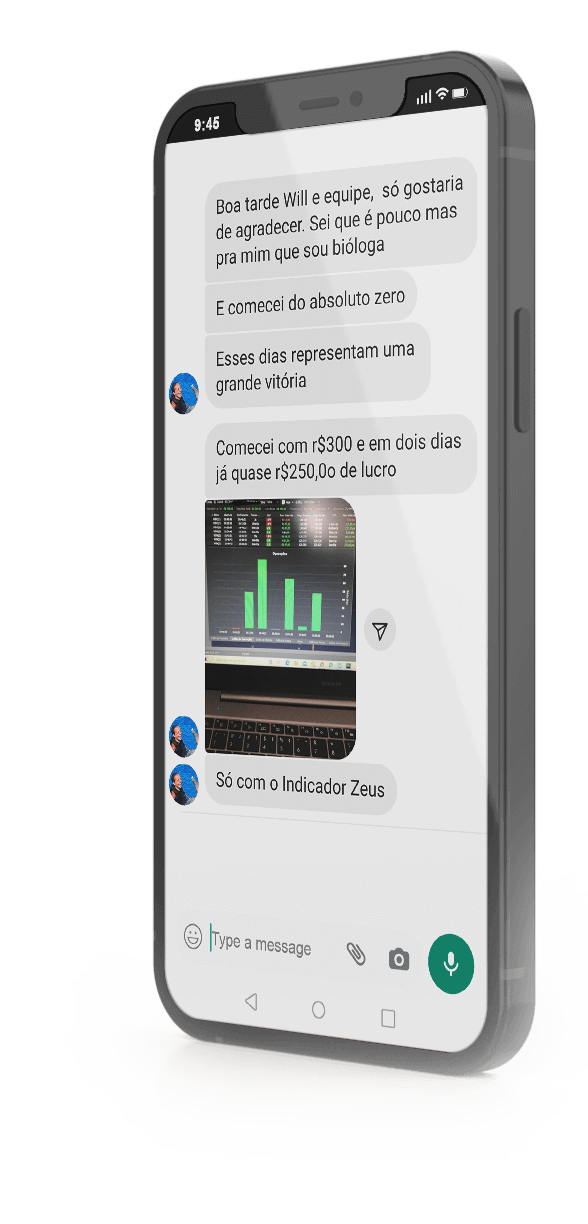 9:45
Boa tarde Will e equipe, só gostaria
de agradecer. Sei que é pouco mas
pra mim que sou bióloga
E comecei do absoluto zero
Esses dias representam uma
grande vitória
Comecei com r$300 e em dois dias
já quase r$250,0o de lucro
Operações
Só com o Indicador Zeus
Type a message